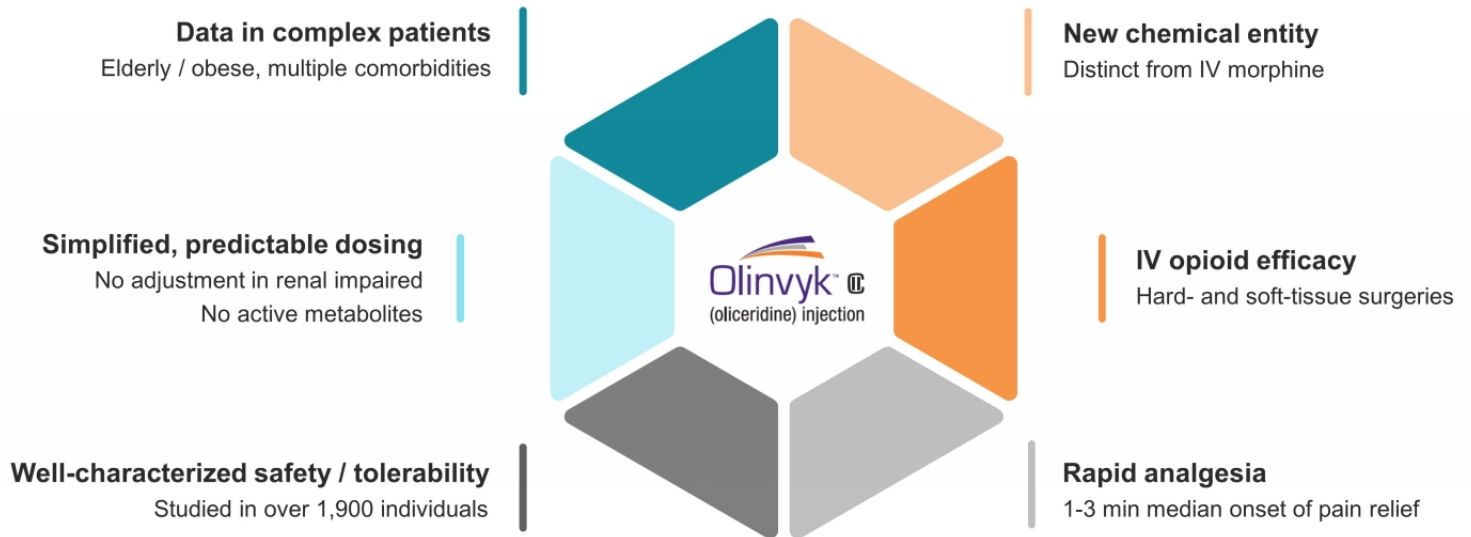 Data in complex patients
Elderly / obese, multiple comorbidities
New chemical entity
Distinct from IV morphine
Simplified, predictable dosing
No adjustment in renal impaired
No active metabolites
Olinvyk™ CII
(oliceridine) injection
IV opioid efficacy
Hard- and soft-tissue surgeries
Well-characterized safety / tolerability
Studied in over 1,900 individuals
Rapid analgesia
1-3 min median onset of pain relief